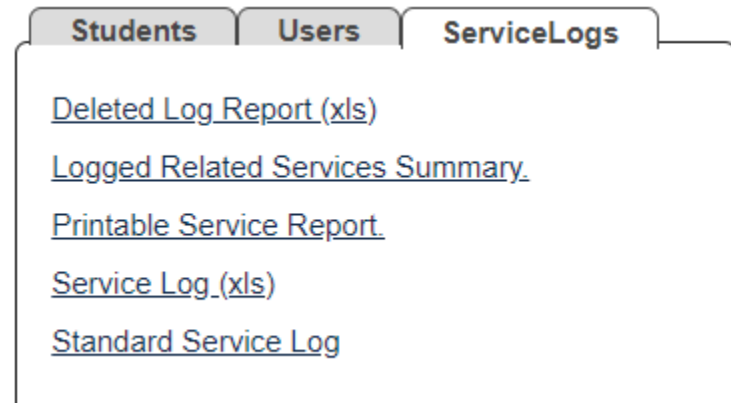 Students Users ServiceLogs
Deleted Log Report (xls)
Logged Related Services Summary.
Printable Service Report.
Service Log (xls)
Standard Service Log